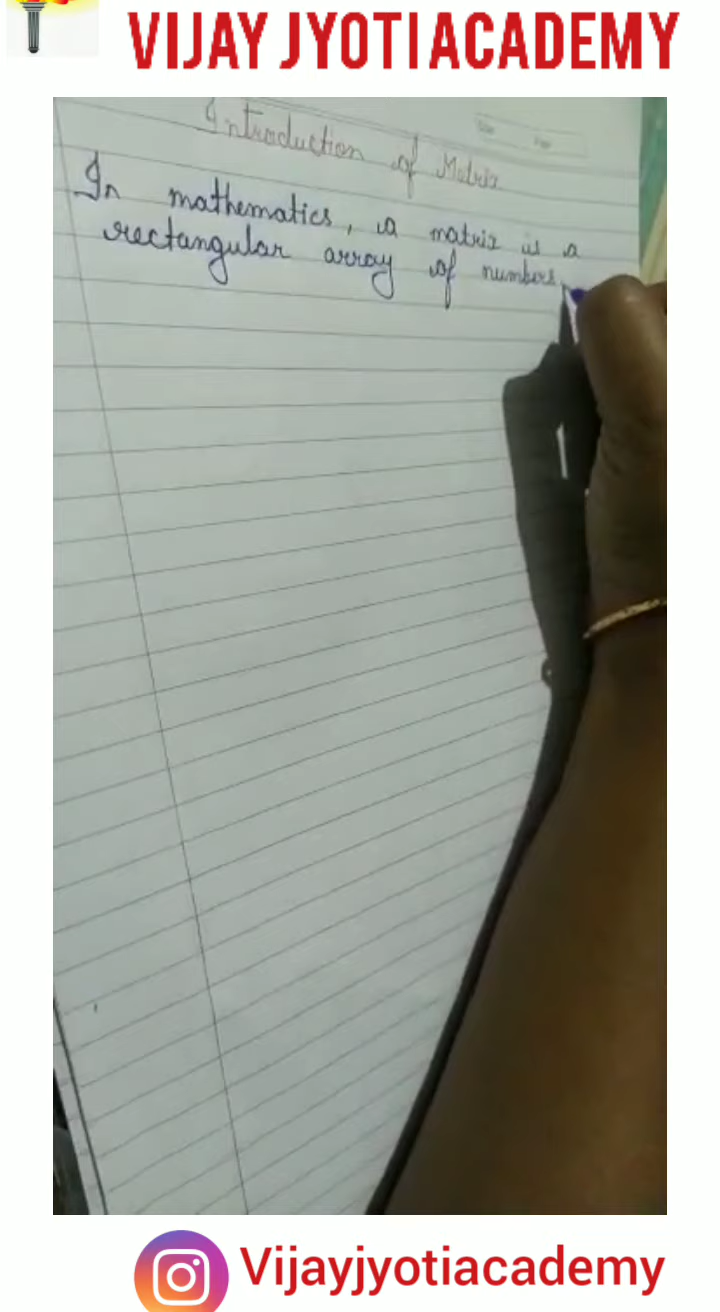 VIJAY JYOTI ACADEMY
Introduction of Matrix
In mathematics, a matrix is a
rectangular array of numbers,
Vijayjyotiacademy